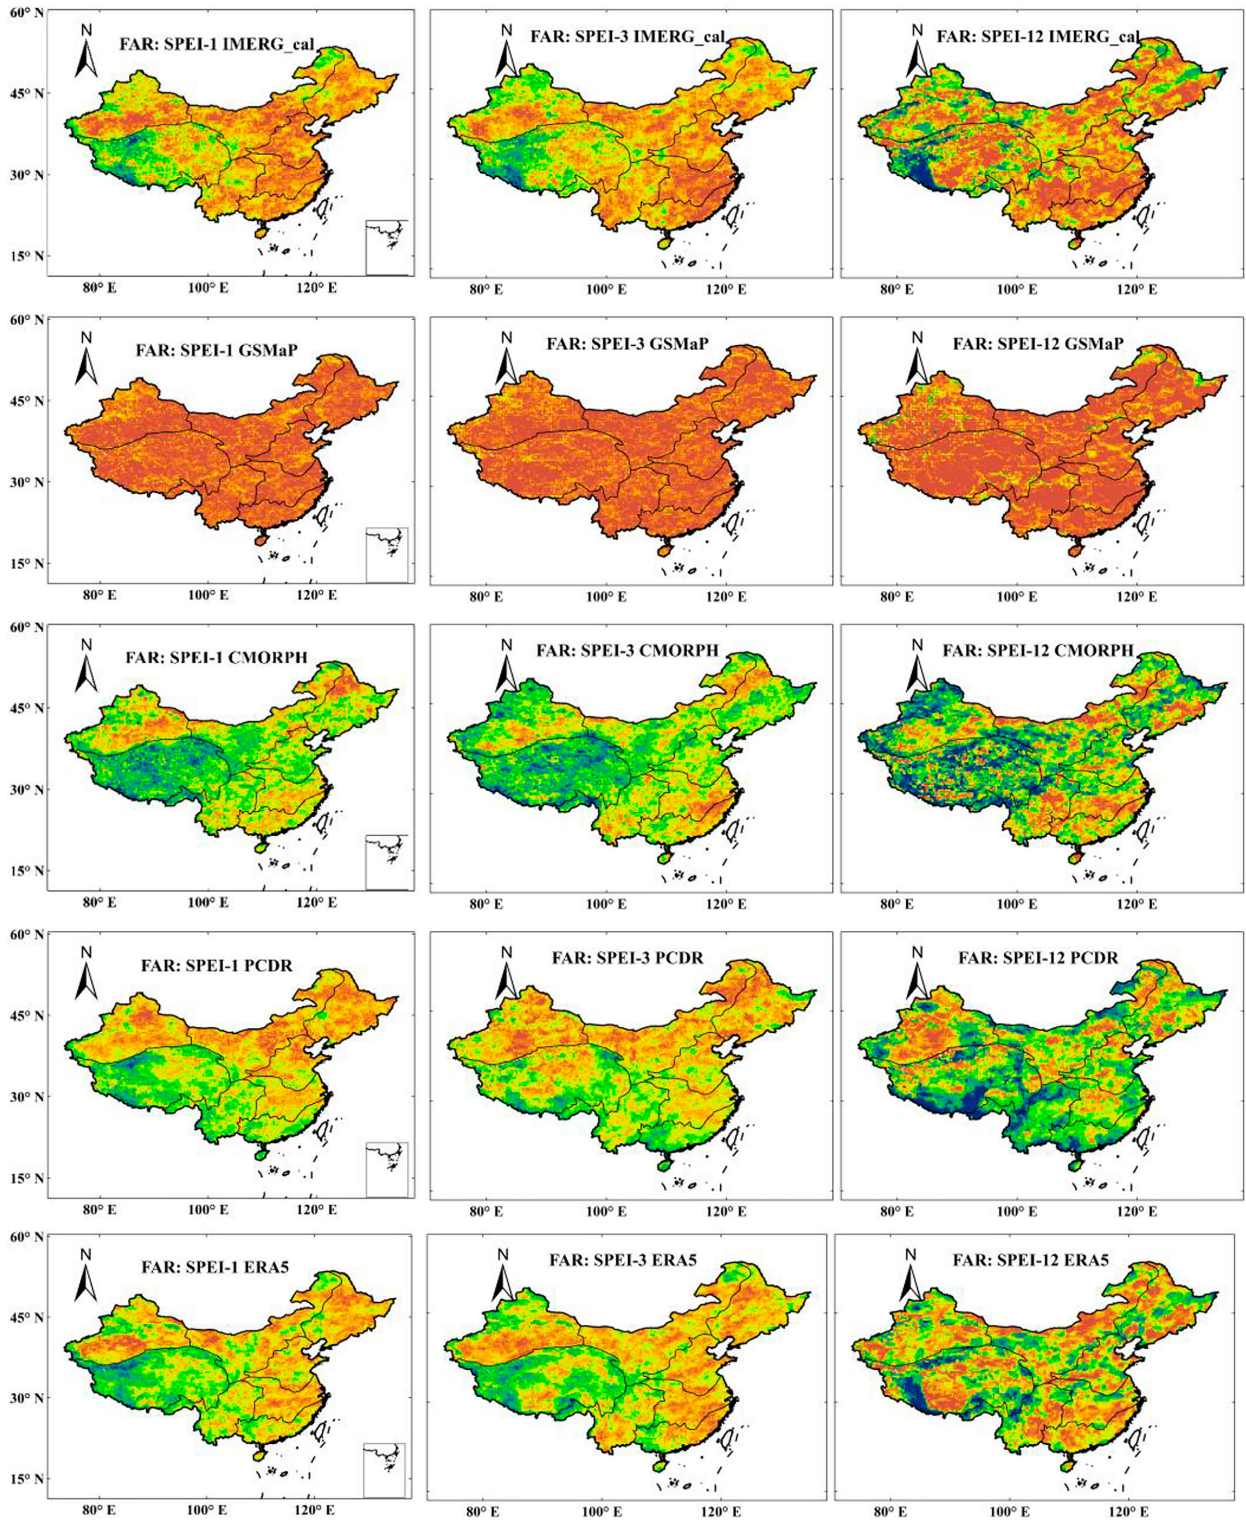 60° N
N
FAR: SPEI-1 IMERG_cal
45° N
30° N
15° N
80° E 100° E 120° E
N
FAR: SPEI-3 IMERG_cal
80° E 100° E 120° E
N
FAR: SPEI-12 IMERG_cal
80° E 100° E 120° E
60° N
N
FAR: SPEI-1 GSMaP
45° N
30° N
15° N
80° E 100° E 120° E
N
FAR: SPEI-3 GSMaP
80° E 100° E 120° E
N
FAR: SPEI-12 GSMaP
80° E 100° E 120° E
60° N
N
FAR: SPEI-1 CMORPH
45° N
30° N
15° N
80° E 100° E 120° E
N
FAR: SPEI-3 CMORPH
80° E 100° E 120° E
N
FAR: SPEI-12 CMORPH
80° E 100° E 120° E
60° N
N
FAR: SPEI-1 PCDR
45° N
30° N
15° N
80° E 100° E 120° E
N
FAR: SPEI-3 PCDR
80° E 100° E 120° E
N
FAR: SPEI-12 PCDR
80° E 100° E 120° E
60° N
N
FAR: SPEI-1 ERA5
45° N
30° N
15° N
80° E 100° E 120° E
N
FAR: SPEI-3 ERA5
80° E 100° E 120° E
N
FAR: SPEI-12 ERA5
80° E 100° E 120° E